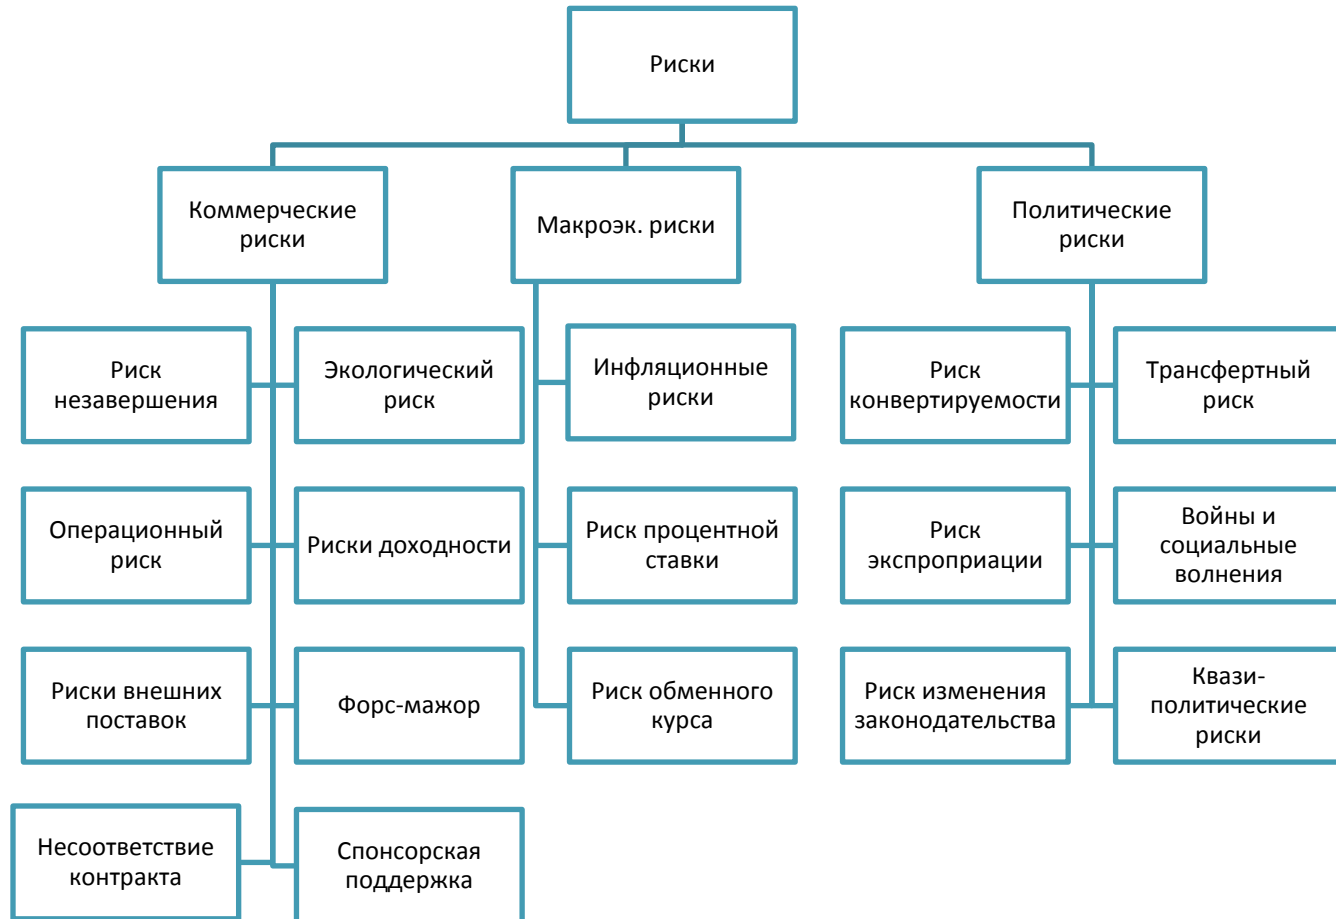 Риски
Коммерческие
риски
Макроэк. риски
Политические
риски
Риск
незавершения
Экологический
риск
Инфляционные
риски
Риск
конвертируемости
Трансфертный
риск
Операционный
риск
Риски доходности
Риск процентной
ставки
Риск
экспроприации
Войны и
социальные
волнения
Риски внешних
поставок
Форс-мажор
Риск обменного
курса
Риск изменения
законодательства
Квази-
политические
риски
Несоответствие
контракта
Спонсорская
поддержка